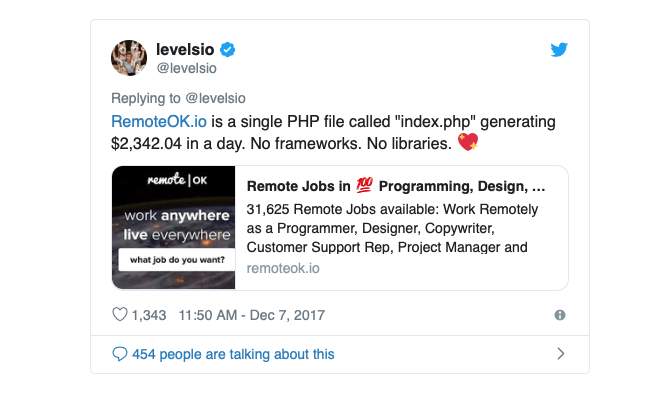 levelsio
@levelsio
Replying to @levelsio
RemoteOK.io is a single PHP file called "index.php" generating
$2,342.04 in a day. No frameworks. No libraries. 💖
remote|OK
work anywhere
live everywhere
what job do you want?
Remote Jobs in 💯 Programming, Design, ...
31,625 Remote Jobs available: Work Remotely
as a Programmer, Designer, Copywriter,
Customer Support Rep, Project Manager and
remoteok.io
1,343 11:50 AM - Dec 7, 2017
454 people are talking about this